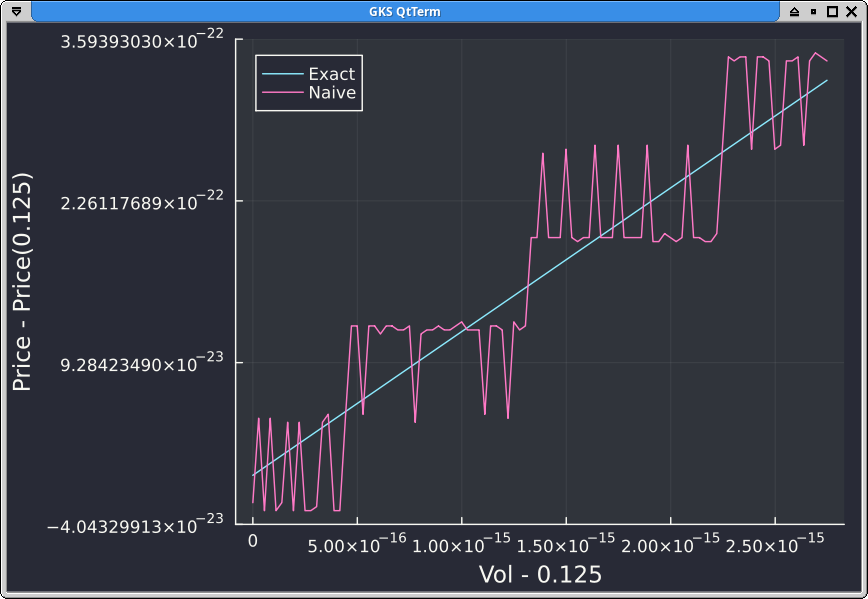 GKS QtTerm
3.59393030×10⁻²²
Exact
Naive
2.26117689×10⁻²²
Price - Price(0.125)
9.28423490×10⁻²³
−4.04329913×10⁻²³
0 5.00×10⁻¹⁶ 1.00×10⁻¹⁵ 1.50×10⁻¹⁵ 2.00×10⁻¹⁵ 2.50×10⁻¹⁵
Vol - 0.125